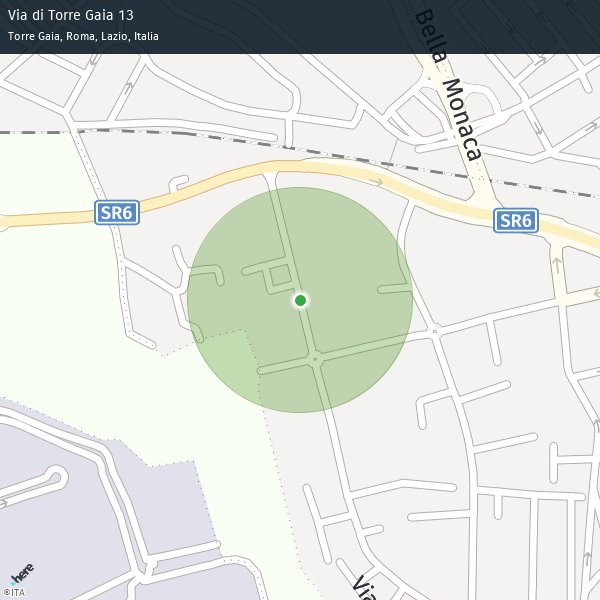 Via di Torre Gaia 13
Torre Gaia, Roma, Lazio, Italia
Bella Monaca
SR6
SR6
Via
here
©ITA